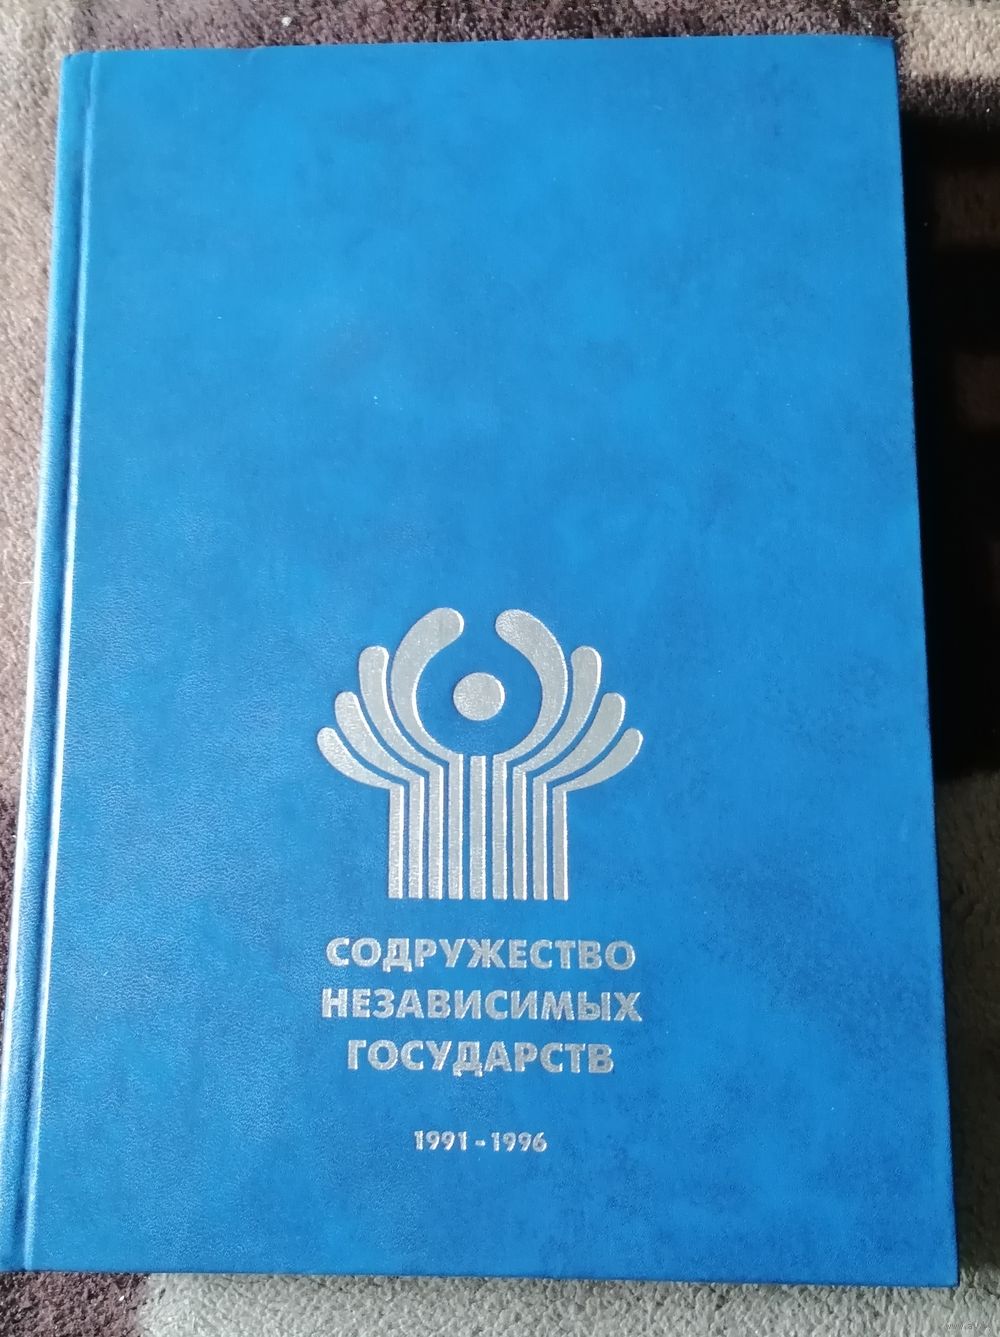 СОДРУЖЕСТВО
НЕЗАВИСИМЫХ
ГОСУДАРСТВ
1991-1996